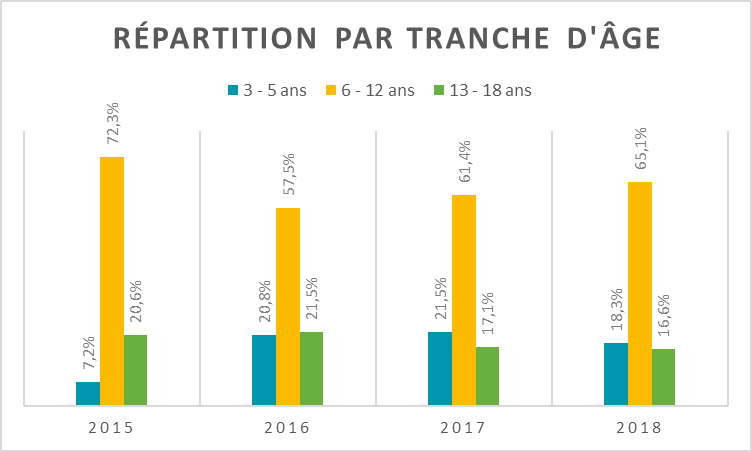 RÉPARTITION PAR TRANCHE D'ÂGE
3 - 5 ans 6 - 12 ans 13 - 18 ans
7,2% 72,3% 20,6% 20,8% 57,5% 21,5% 21,5% 61,4% 17,1% 18,3% 65,1% 16,6%
2015 2016 2017 2018